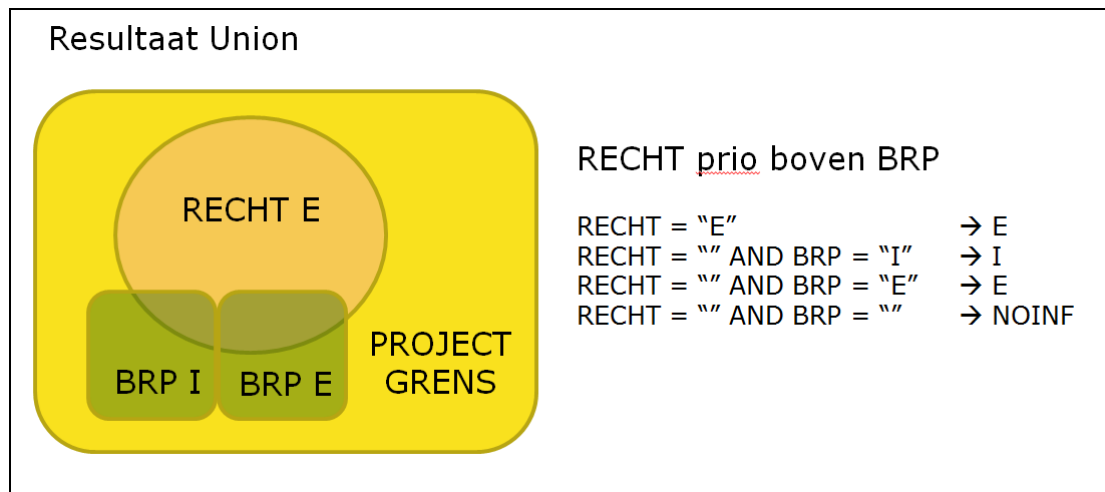 Resultaat Union
RECHT E
BRP I
BRP E
PROJECT
GRENS
RECHT prio boven BRP
RECHT = “E” → E
RECHT = “” AND BRP = “I” → I
RECHT = “” AND BRP = “E” → E
RECHT = “” AND BRP = “” → NOINF